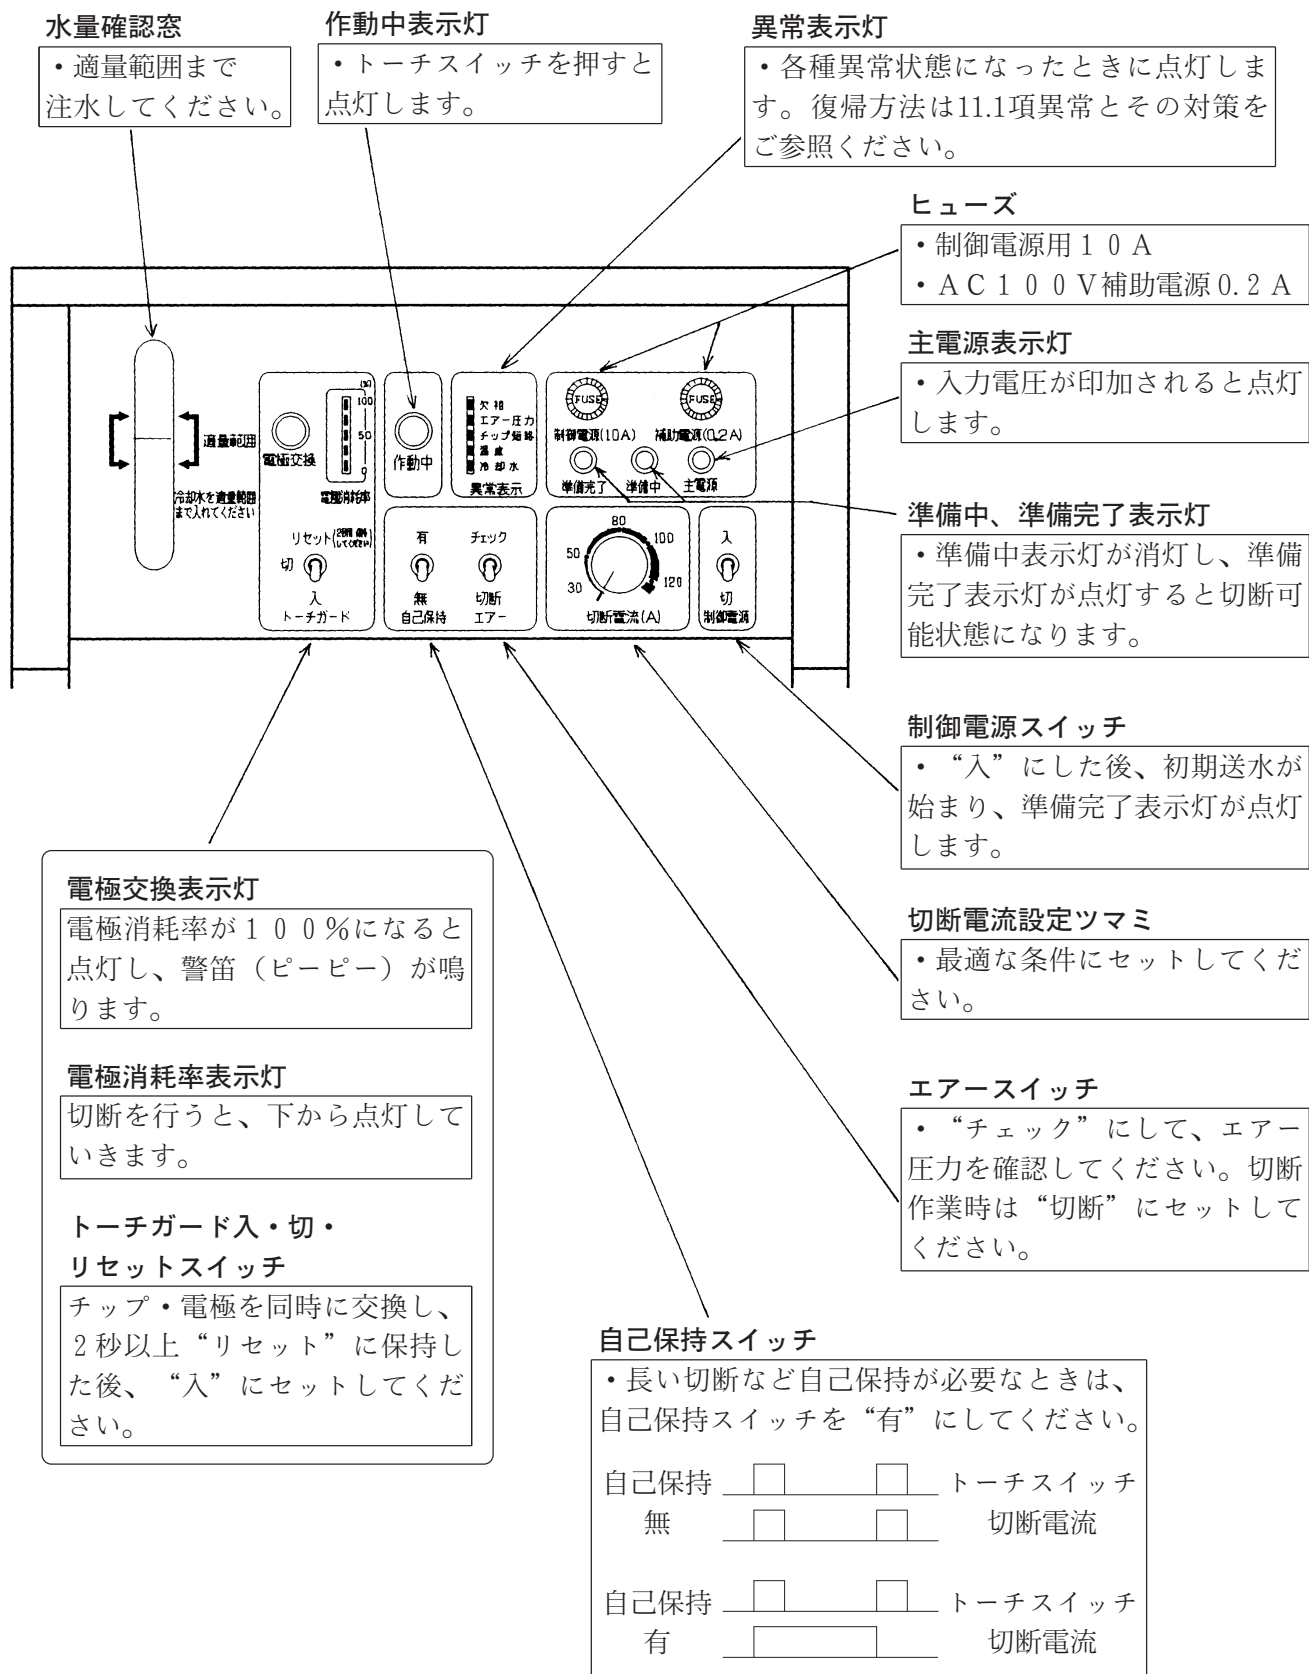 水量確認窓
・適量範囲まで
注水してください。
作動中表示灯
・トーチスイッチを押すと
点灯します。
異常表示灯
・各種異常状態になったときに点灯しま
す。復帰方法は11.1項異常とその対策を
ご参照ください。
ヒューズ
・制御電源用１０Ａ
・ＡＣ１００Ｖ補助電源0.2Ａ
主電源表示灯
・入力電圧が印加されると点灯
します。
準備中、準備完了表示灯
・準備中表示灯が消灯し、準備
完了表示灯が点灯すると切断可
能状態になります。
制御電源スイッチ
・“入”にした後、初期送水が
始まり、準備完了表示灯が点灯
します。
切断電流設定ツマミ
・最適な条件にセットしてくだ
さい。
エアースイッチ
・“チェック”にして、エアー
圧力を確認してください。切断
作業時は“切断”にセットして
ください。
適量範囲
冷却水を適量範囲
まで入れてください
電極交換
(%)
100
50
0
電極消耗率
作動中
欠相
エアー圧力
チップ短絡
温度
冷却水
異常表示
FUSE
FUSE
制御電源(10A)
補助電源(0.2A)
準備完了
準備中
主電源
リセット
切
入
トーチガード
有
無
自己保持
チェック
切断
エアー
30
50
80
100
120
切断電流(A)
入
切
制御電源
電極交換表示灯
電極消耗率が１００％になると
点灯し、警笛（ピーピー）が鳴
ります。
電極消耗率表示灯
切断を行うと、下から点灯して
いきます。
トーチガード入・切・
リセットスイッチ
チップ・電極を同時に交換し、
２秒以上“リセット”に保持し
た後、“入”にセットしてくだ
さい。
自己保持スイッチ
・長い切断など自己保持が必要なときは、
自己保持スイッチを“有”にしてください。
自己保持 トーチスイッチ
無 切断電流
自己保持 トーチスイッチ
有 切断電流